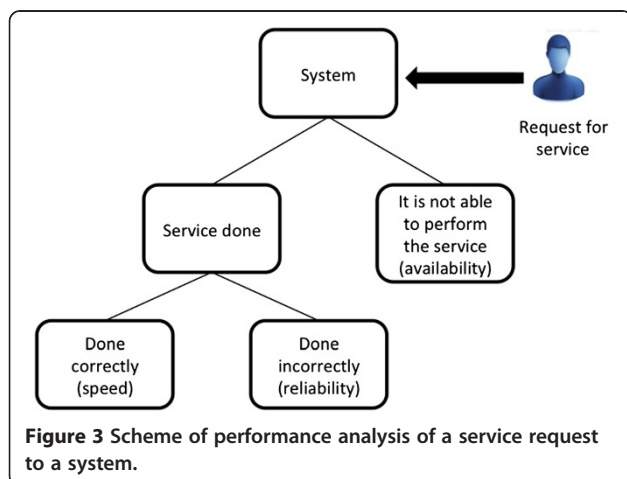 System
Request for
service
Service done
It is not able
to perform
the service
(availability)
Done
correctly
(speed)
Done
incorrectly
(reliability)
Figure 3 Scheme of performance analysis of a service request
to a system.